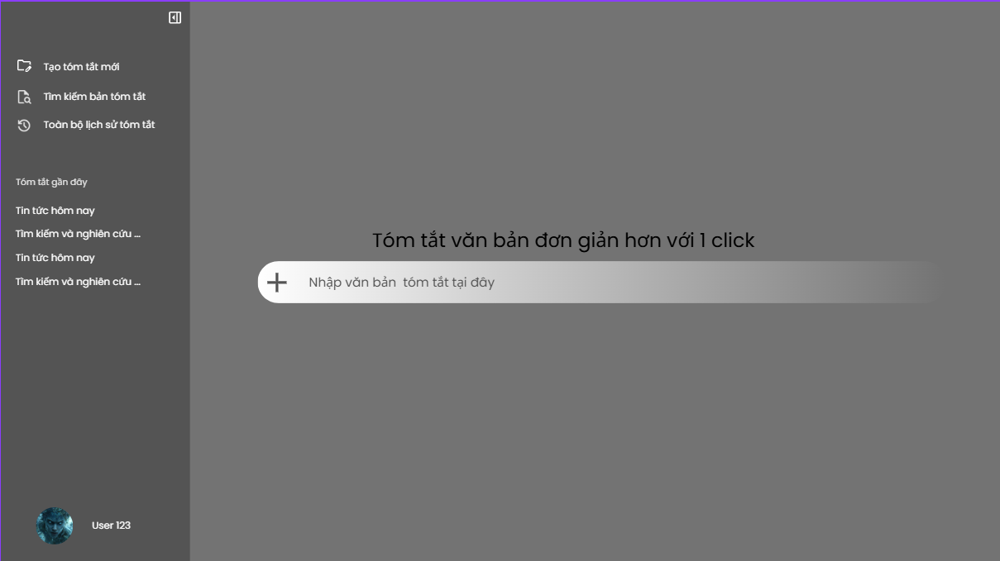 Tạo tóm tắt mới
Tìm kiếm bản tóm tắt
Toàn bộ lịch sử tóm tắt
Tóm tắt gần đây
Tin tức hôm nay
Tìm kiếm và nghiên cứu ...
Tin tức hôm nay
Tìm kiếm và nghiên cứu ...
User 123
Tóm tắt văn bản đơn giản hơn với 1 click
Nhập văn bản  tóm tắt tại đây